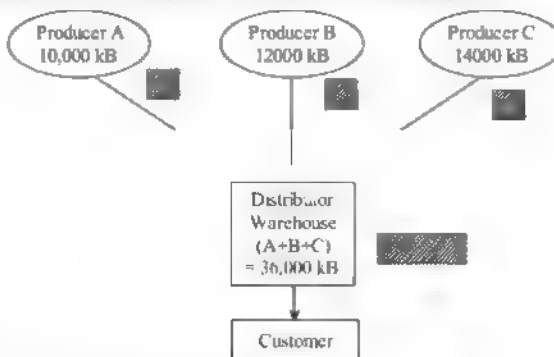 Producer A
10,000 kB
Producer B
12000 kB
Producer C
14000 kB
Distributor
Warehouse
(A+B+C)
= 36,000 kB
Customer